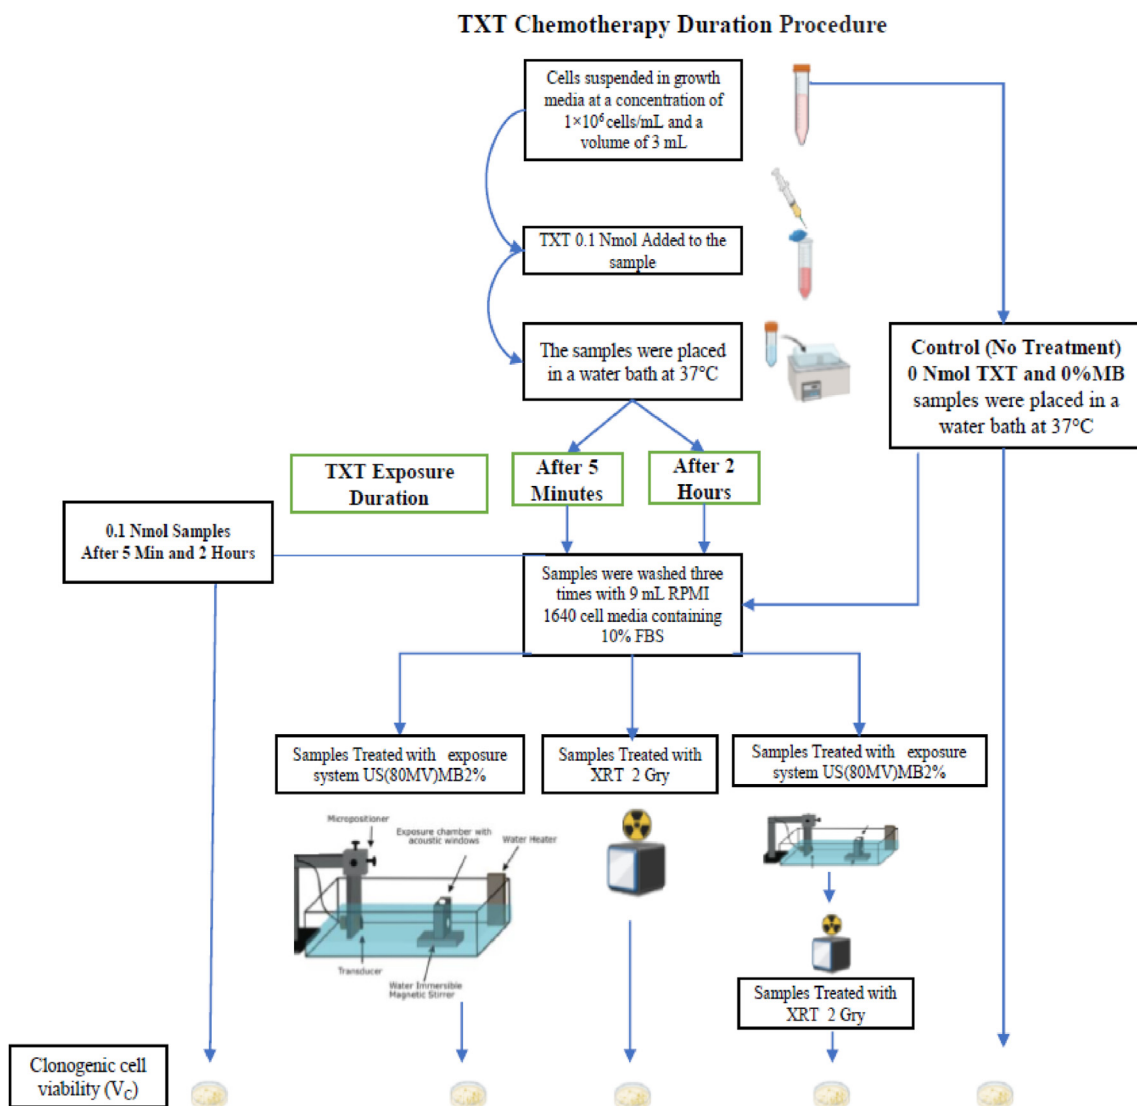 TXT Chemotherapy Duration Procedure
Cells suspended in growth
media at a concentration of
1×10⁶ cells/mL and a
volume of 3 mL
TXT 0.1 Nmol Added to the
sample
The samples were placed
in a water bath at 37°C
Control (No Treatment)
0 Nmol TXT and 0%MB
samples were placed in a
water bath at 37°C
TXT Exposure
Duration
After 5
Minutes
After 2
Hours
0.1 Nmol Samples
After 5 Min and 2 Hours
Samples were washed three
times with 9 mL RPMI
1640 cell media containing
10% FBS
Samples Treated with exposure
system US(80MV)MB2%
Samples Treated with
XRT 2 Gry
Samples Treated with exposure
system US(80MV)MB2%
Micropositioner
Exposure chamber with
acoustic windows
Water Heater
Transducer
Water Immersible
Magnetic Stirrer
Samples Treated with
XRT 2 Gry
Clonogenic cell
viability (V_C)